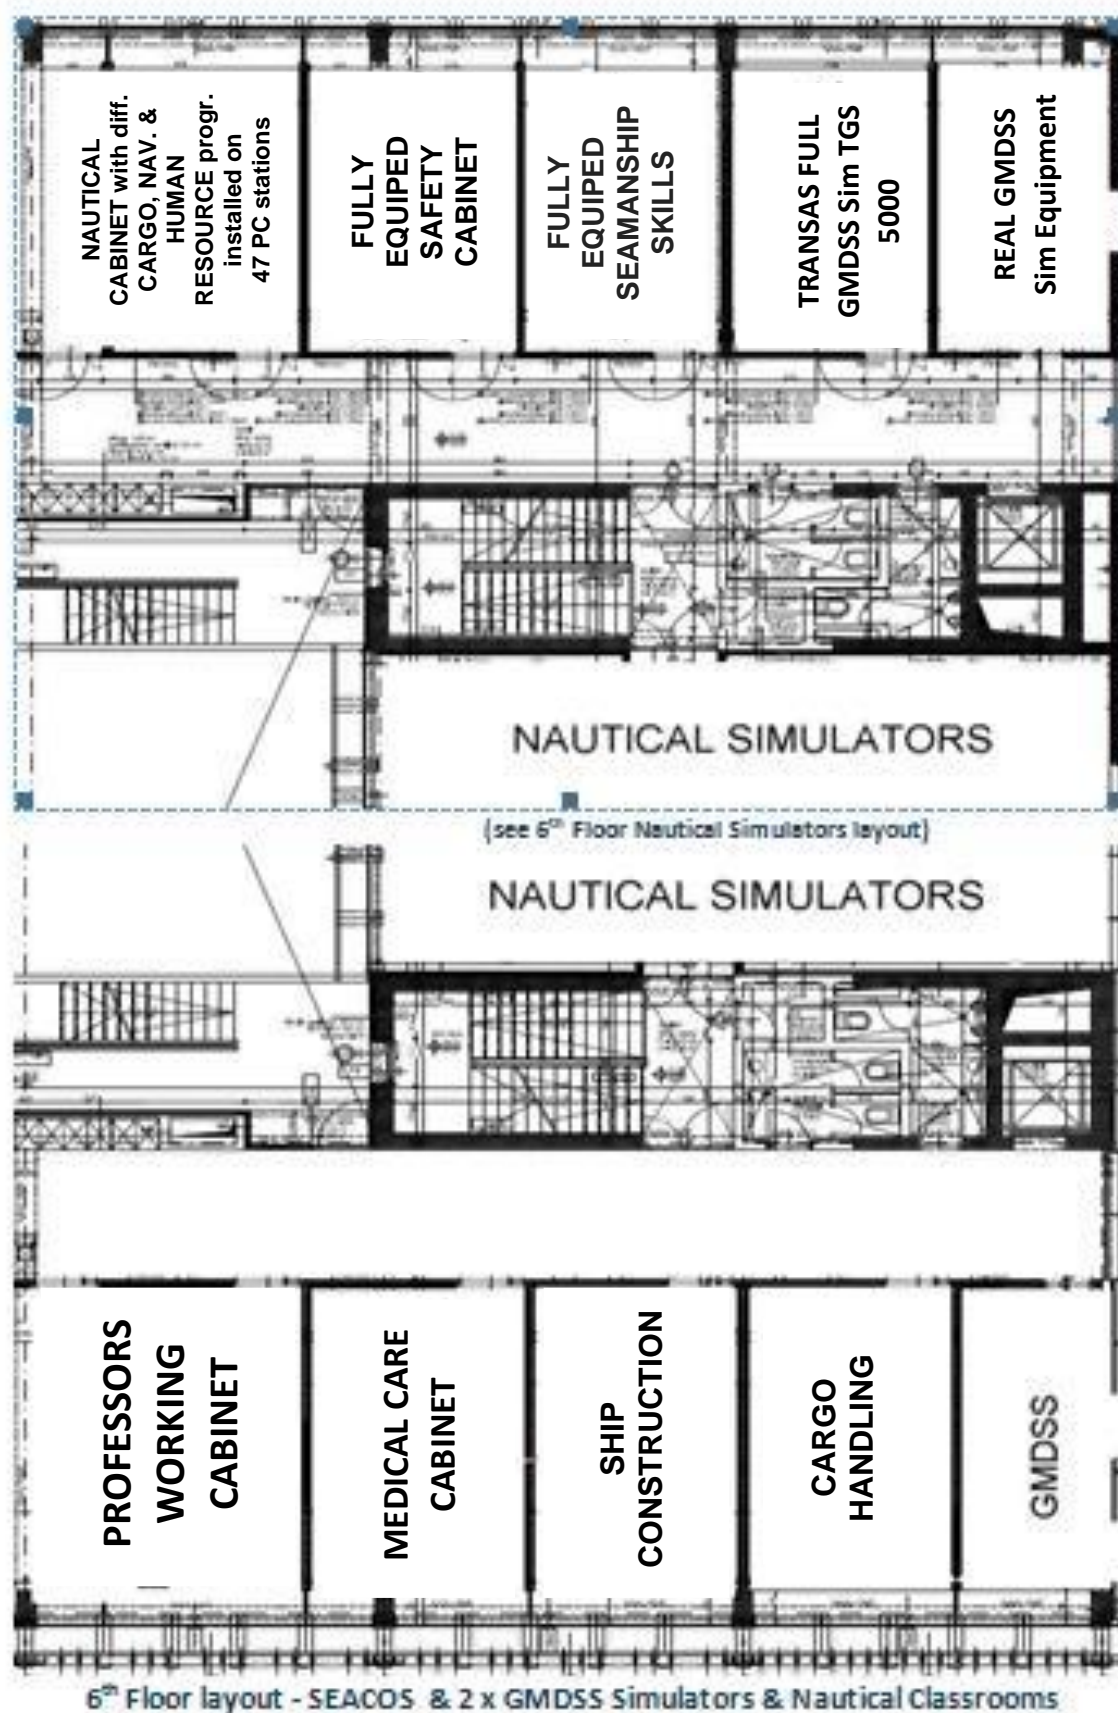 NAUTICAL
CABINET with diff.
CARGO, NAV. &
HUMAN
RESOURCE progr.
installed on
47 PC stations
FULLY
EQUIPED
SAFETY
CABINET
FULLY
EQUIPED
SEAMANSHIP
SKILLS
TRANSAS FULL
GMDSS Sim TGS
5000
REAL GMDSS
Sim Equipment
NAUTICAL SIMULATORS
(see 6th Floor Nautical Simulators layout)
NAUTICAL SIMULATORS
PROFESSORS
WORKING
CABINET
MEDICAL CARE
CABINET
SHIP
CONSTRUCTION
CARGO
HANDLING
GMDSS
6th Floor layout - SEACOS & 2 x GMDSS Simulators & Nautical Classrooms